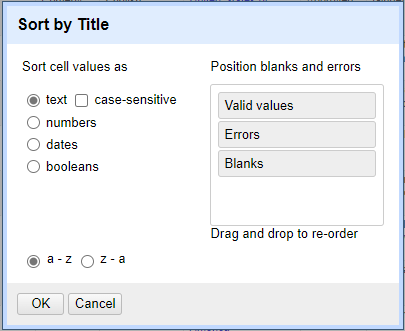 Sort by Title
Sort cell values as
text case-sensitive
numbers
dates
booleans
a - z z - a
Position blanks and errors
Valid values
Errors
Blanks
Drag and drop to re-order
OK Cancel